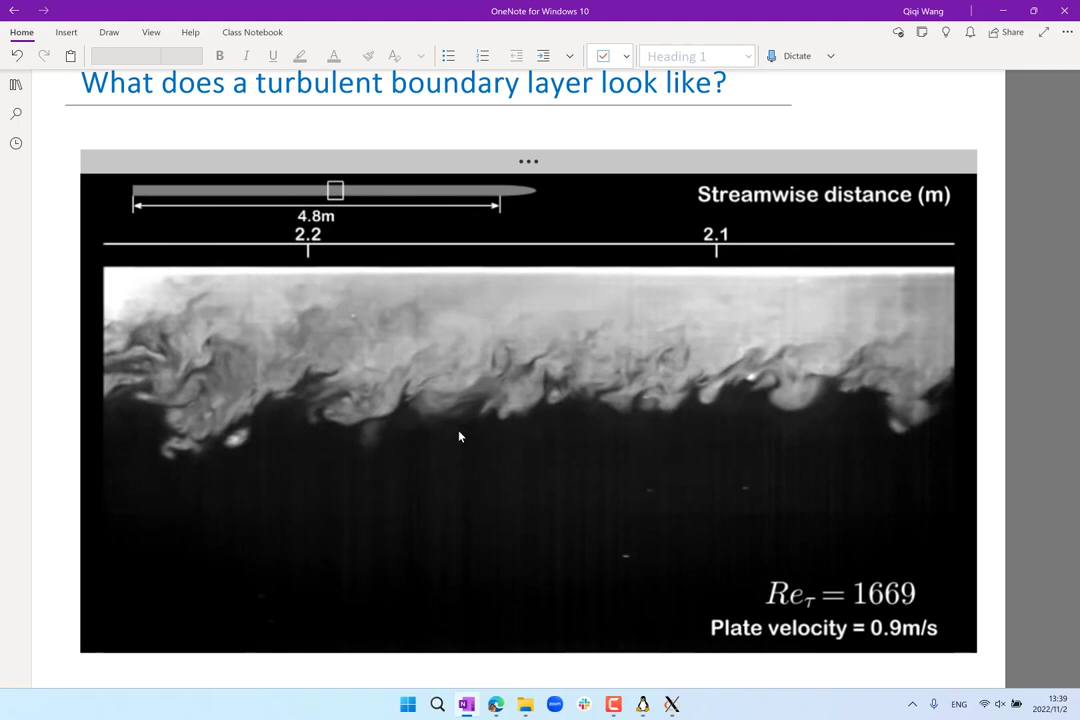 OneNote for Windows 10
Qiqi Wang
Home Insert Draw View Help Class Notebook
Share
B I U A A Heading 1 Dictate
What does a turbulent boundary layer look like?
Streamwise distance (m)
4.8m
2.2 2.1
Re_τ = 1669
Plate velocity = 0.9m/s
zoom
ENG
13:39
2022/11/2